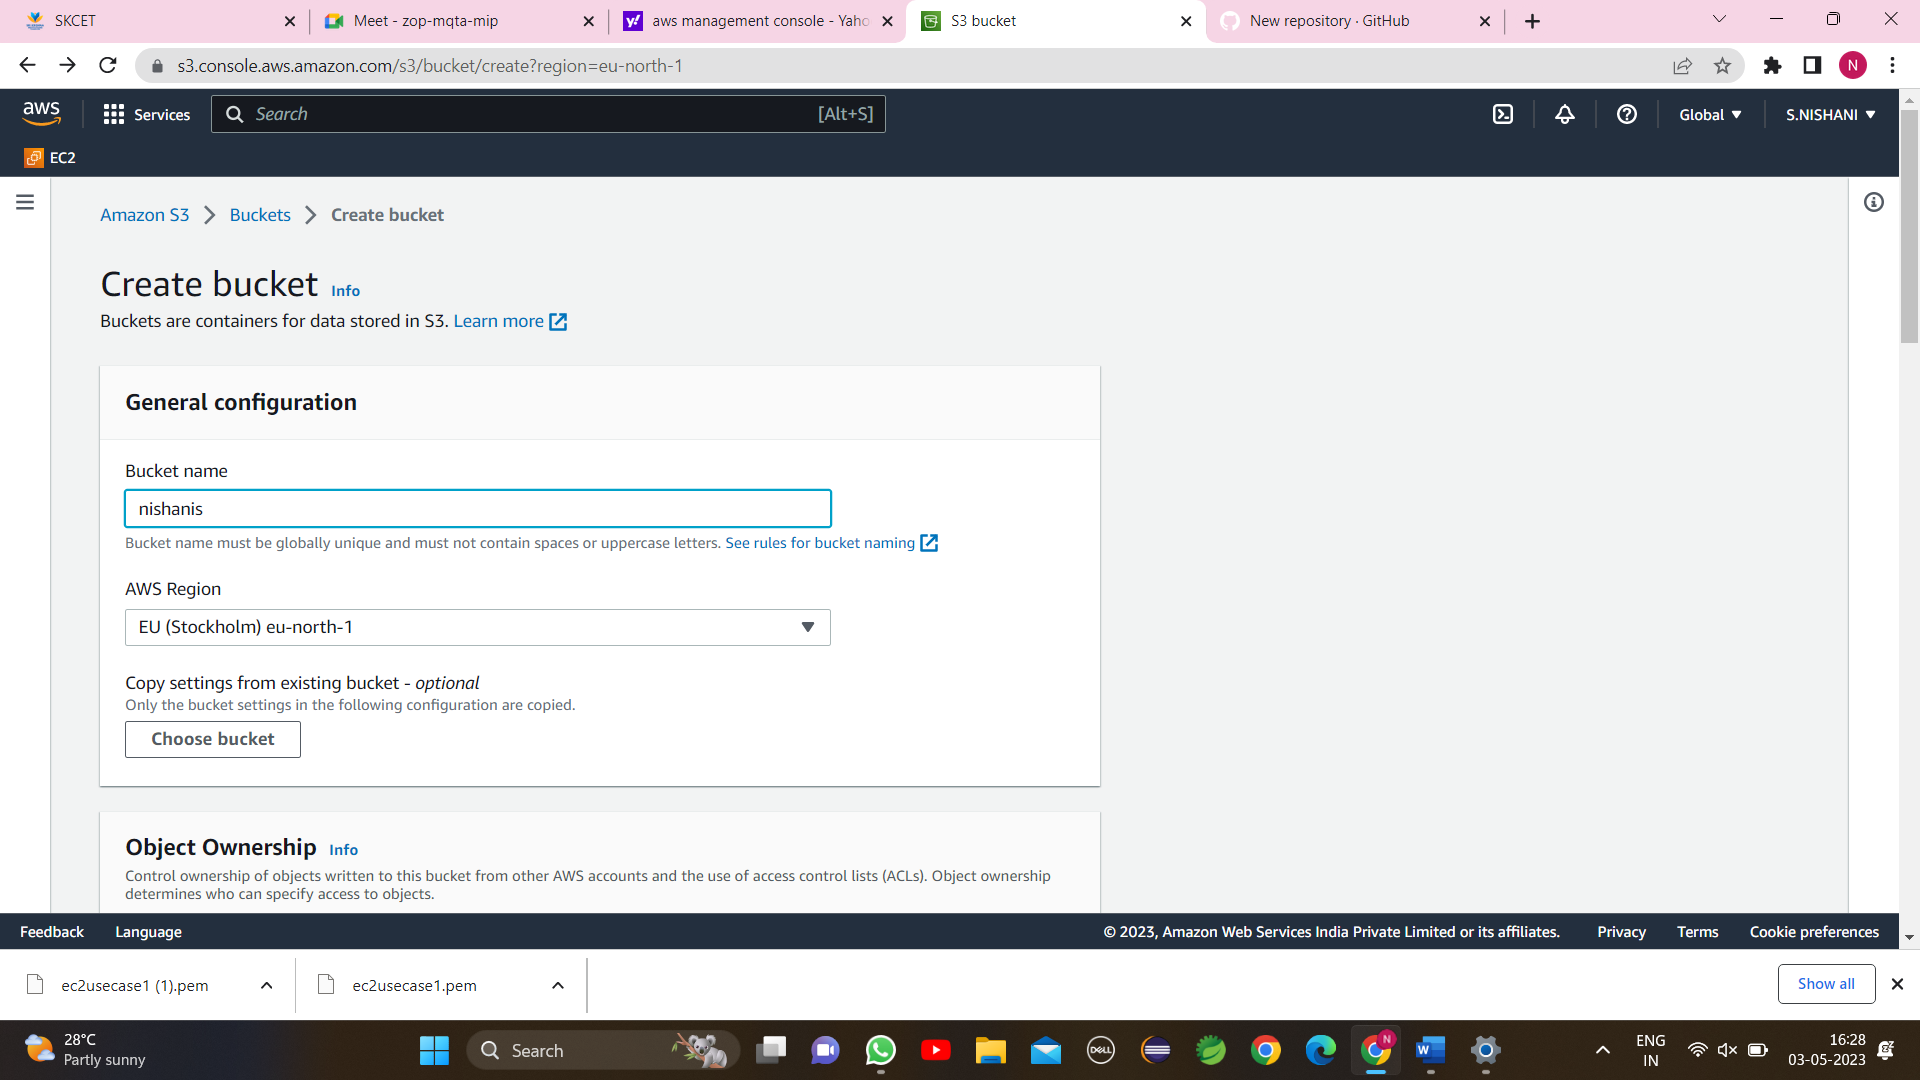 SKCET
Meet - zop-mqta-mip
aws management console - Yaho
S3 bucket
New repository · GitHub
s3.console.aws.amazon.com/s3/bucket/create?region=eu-north-1
N
aws
Services
Search
[Alt+S]
Global
S.NISHANI
EC2
Amazon S3
Buckets
Create bucket
Create bucket Info
Buckets are containers for data stored in S3. Learn more
General configuration
Bucket name
nishanis
Bucket name must be globally unique and must not contain spaces or uppercase letters. See rules for bucket naming
AWS Region
EU (Stockholm) eu-north-1
Copy settings from existing bucket - optional
Only the bucket settings in the following configuration are copied.
Choose bucket
Object Ownership Info
Control ownership of objects written to this bucket from other AWS accounts and the use of access control lists (ACLs). Object ownership
determines who can specify access to objects.
Feedback
Language
© 2023, Amazon Web Services India Private Limited or its affiliates.
Privacy
Terms
Cookie preferences
ec2usecase1 (1).pem
ec2usecase1.pem
Show all
28°C
Partly sunny
Search
DELL
N
W
ENG
IN
16:28
03-05-2023